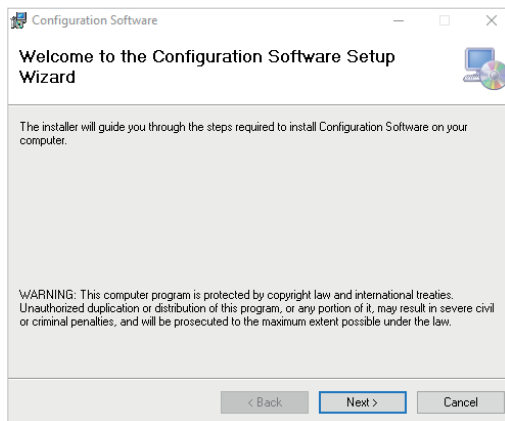 Configuration Software
Welcome to the Configuration Software Setup
Wizard
The installer will guide you through the steps required to install Configuration Software on your
computer.
WARNING: This computer program is protected by copyright law and international treaties.
Unauthorized duplication or distribution of this program, or any portion of it, may result in severe civil
or criminal penalties, and will be prosecuted to the maximum extent possible under the law.
< Back Next > Cancel